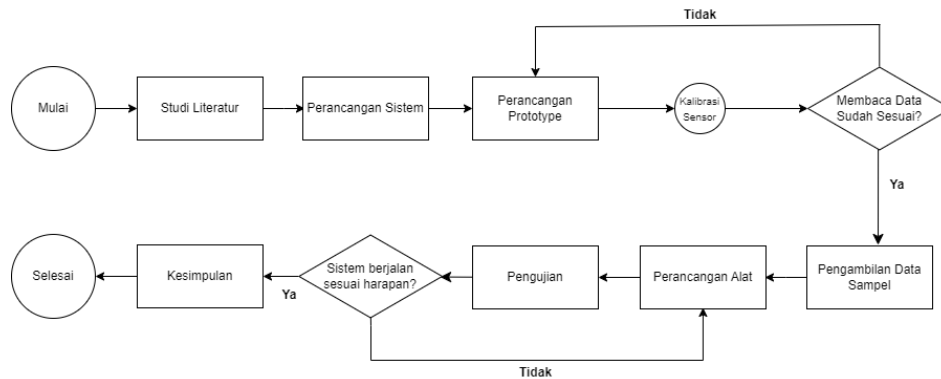 Tidak
Mulai
Studi Literatur
Perancangan Sistem
Perancangan
Prototype
Kalibrasi
Sensor
Membaca Data
Sudah Sesuai?
Ya
Selesai
Kesimpulan
Sistem berjalan
sesuai harapan?
Ya
Pengujian
Perancangan Alat
Pengambilan Data
Sampel
Tidak